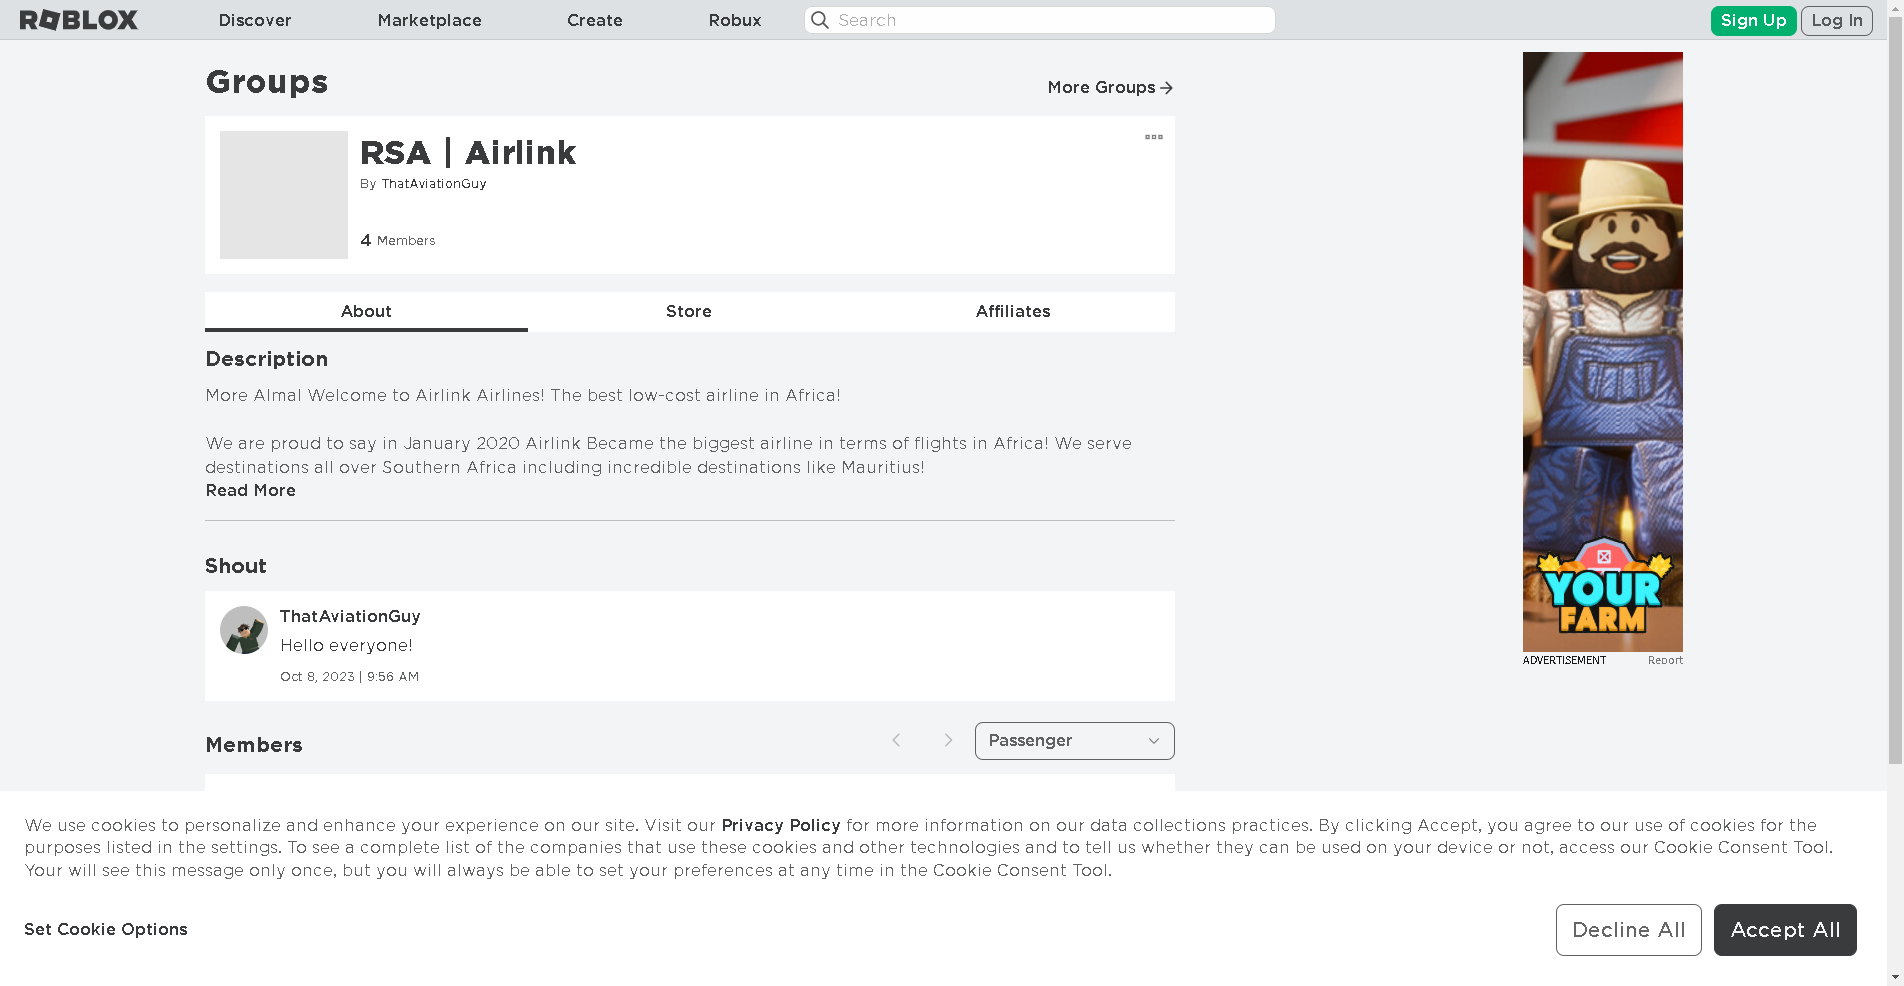 ROBLOX Discover Marketplace Create Robux Search Sign Up Log In
Groups
More Groups
RSA | Airlink
By ThatAviationGuy
4 Members
About Store Affiliates
Description
More Alma! Welcome to Airlink Airlines! The best low-cost airline in Africa!
We are proud to say in January 2020 Airlink Became the biggest airline in terms of flights in Africa! We serve
destinations all over Southern Africa including incredible destinations like Mauritius!
Read More
Shout
ThatAviationGuy
Hello everyone!
Oct 8, 2023 | 9:56 AM
Members
Passenger
YOUR
FARM
ADVERTISEMENT Report
We use cookies to personalize and enhance your experience on our site. Visit our Privacy Policy for more information on our data collections practices. By clicking Accept, you agree to our use of cookies for the
purposes listed in the settings. To see a complete list of the companies that use these cookies and other technologies and to tell us whether they can be used on your device or not, access our Cookie Consent Tool.
Your will see this message only once, but you will always be able to set your preferences at any time in the Cookie Consent Tool.
Set Cookie Options
Decline All
Accept All